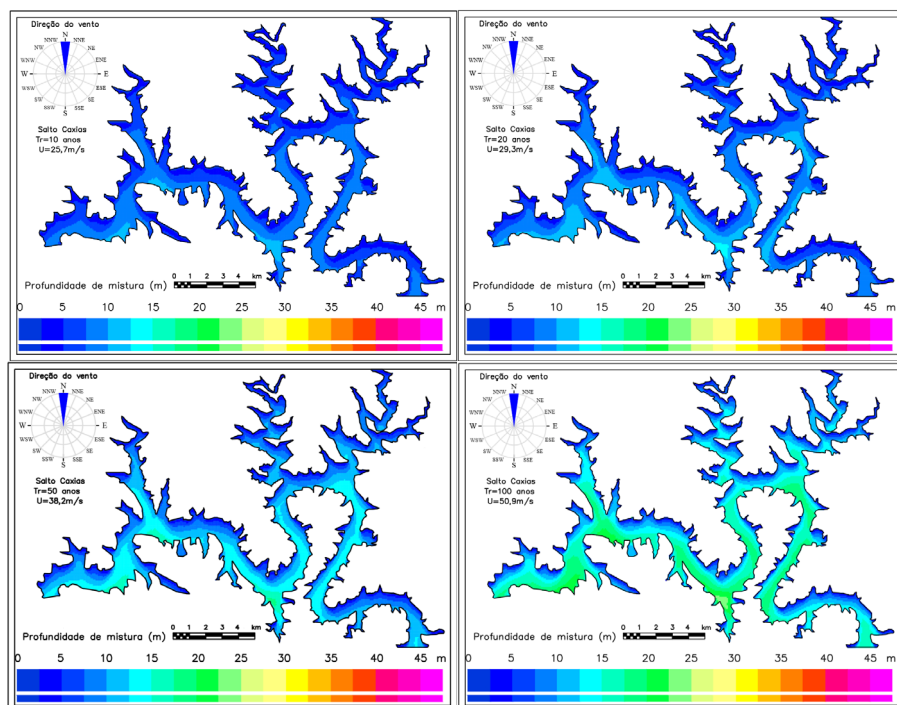 Direção do vento
N
NNW NNE
NW NE
WNW ENE
W E
WSW ESE
SW SE
SSW SSE
S
Salto Caxias
Tr=10 anos
U=25,7m/s
0 1 2 3 4 km
Profundidade de mistura (m)
0 5 10 15 20 25 30 35 40 45 m
Direção do vento
N
NNW NNE
NW NE
WNW ENE
W E
WSW ESE
SW SE
SSW SSE
S
Salto Caxias
Tr=20 anos
U=29,3m/s
0 1 2 3 4 km
Profundidade de mistura (m)
0 5 10 15 20 25 30 35 40 45 m
Direção do vento
N
NNW NNE
NW NE
WNW ENE
W E
WSW ESE
SW SE
SSW SSE
S
Salto Caxias
Tr=50 anos
U=38,2m/s
0 1 2 3 4 km
Profundidade de mistura (m)
0 5 10 15 20 25 30 35 40 45 m
Direção do vento
N
NNW NNE
NW NE
WNW ENE
W E
WSW ESE
SW SE
SSW SSE
S
Salto Caxias
Tr=100 anos
U=50,9m/s
0 1 2 3 4 km
Profundidade de mistura (m)
0 5 10 15 20 25 30 35 40 45 m